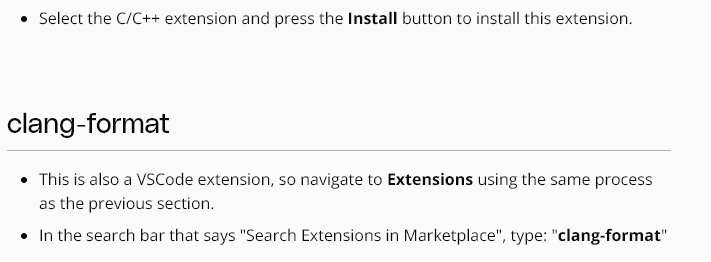 Select the C/C++ extension and press the Install button to install this extension.
clang-format
This is also a VSCode extension, so navigate to Extensions using the same process
as the previous section.
In the search bar that says "Search Extensions in Marketplace", type: "clang-format"